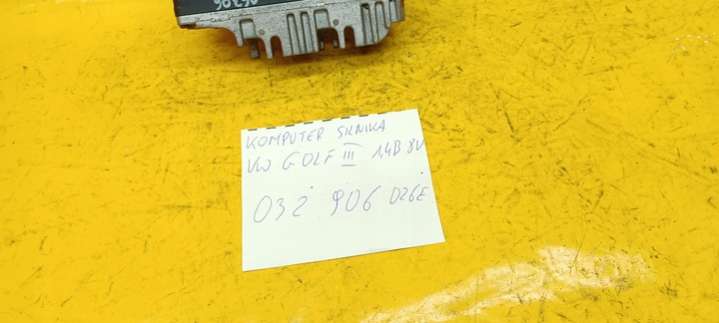 KOMPUTER SILNIKA
VW GOLF III 1,4B 8V
032 906 026E